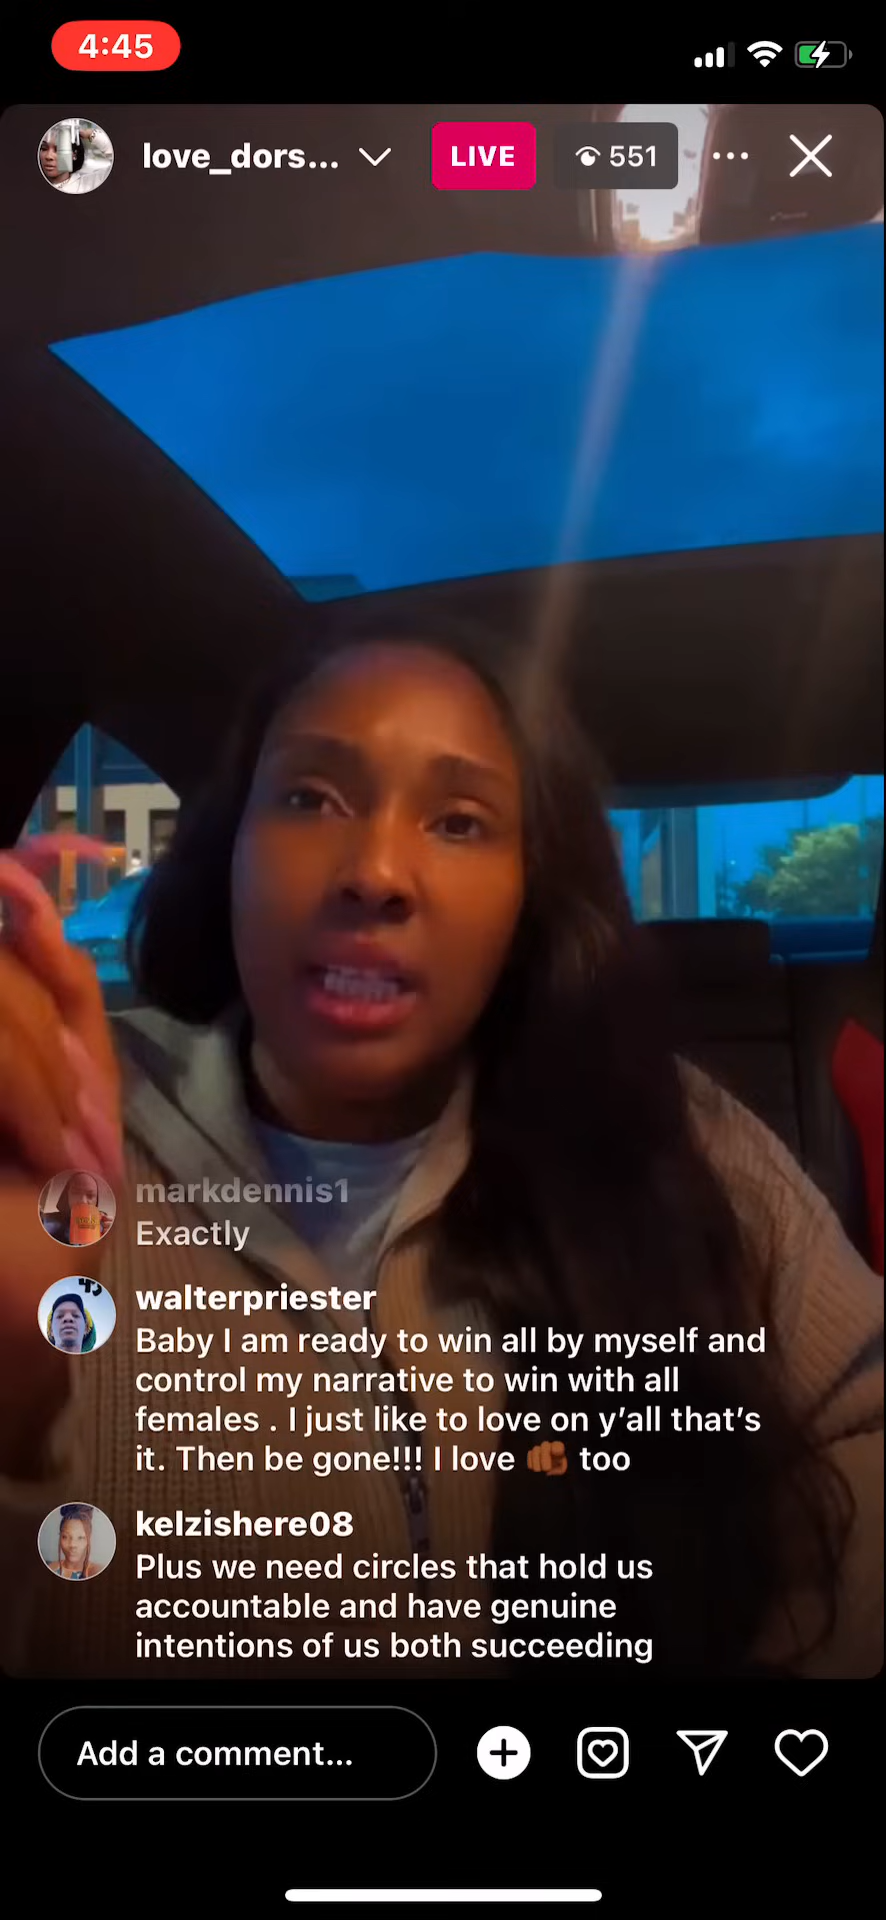 4:45
love_dors...
LIVE
551
markdennis1
Exactly
walterpriester
Baby I am ready to win all by myself and
control my narrative to win with all
females . I just like to love on y’all that’s
it. Then be gone!!! I love 🫵🏾 too
kelzishere08
Plus we need circles that hold us
accountable and have genuine
intentions of us both succeeding
Add a comment...